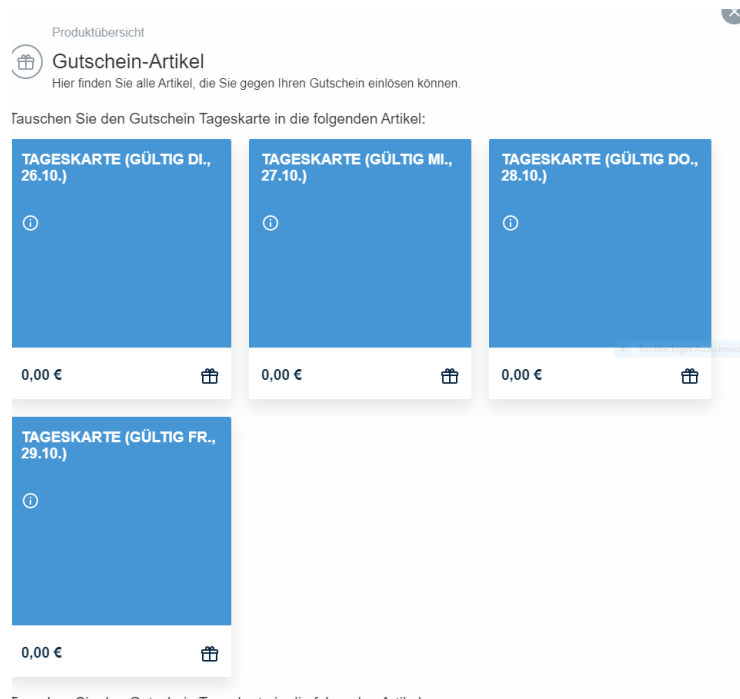 Produktübersicht
Gutschein-Artikel
Hier finden Sie alle Artikel, die Sie gegen Ihren Gutschein einlösen können.
Tauschen Sie den Gutschein Tageskarte in die folgenden Artikel:
TAGESKARTE (GÜLTIG DI.,
26.10.)
TAGESKARTE (GÜLTIG MI.,
27.10.)
TAGESKARTE (GÜLTIG DO.,
28.10.)
Rechteckiges
0,00 €
0,00 €
0,00 €
TAGESKARTE (GÜLTIG FR.,
29.10.)
0,00 €